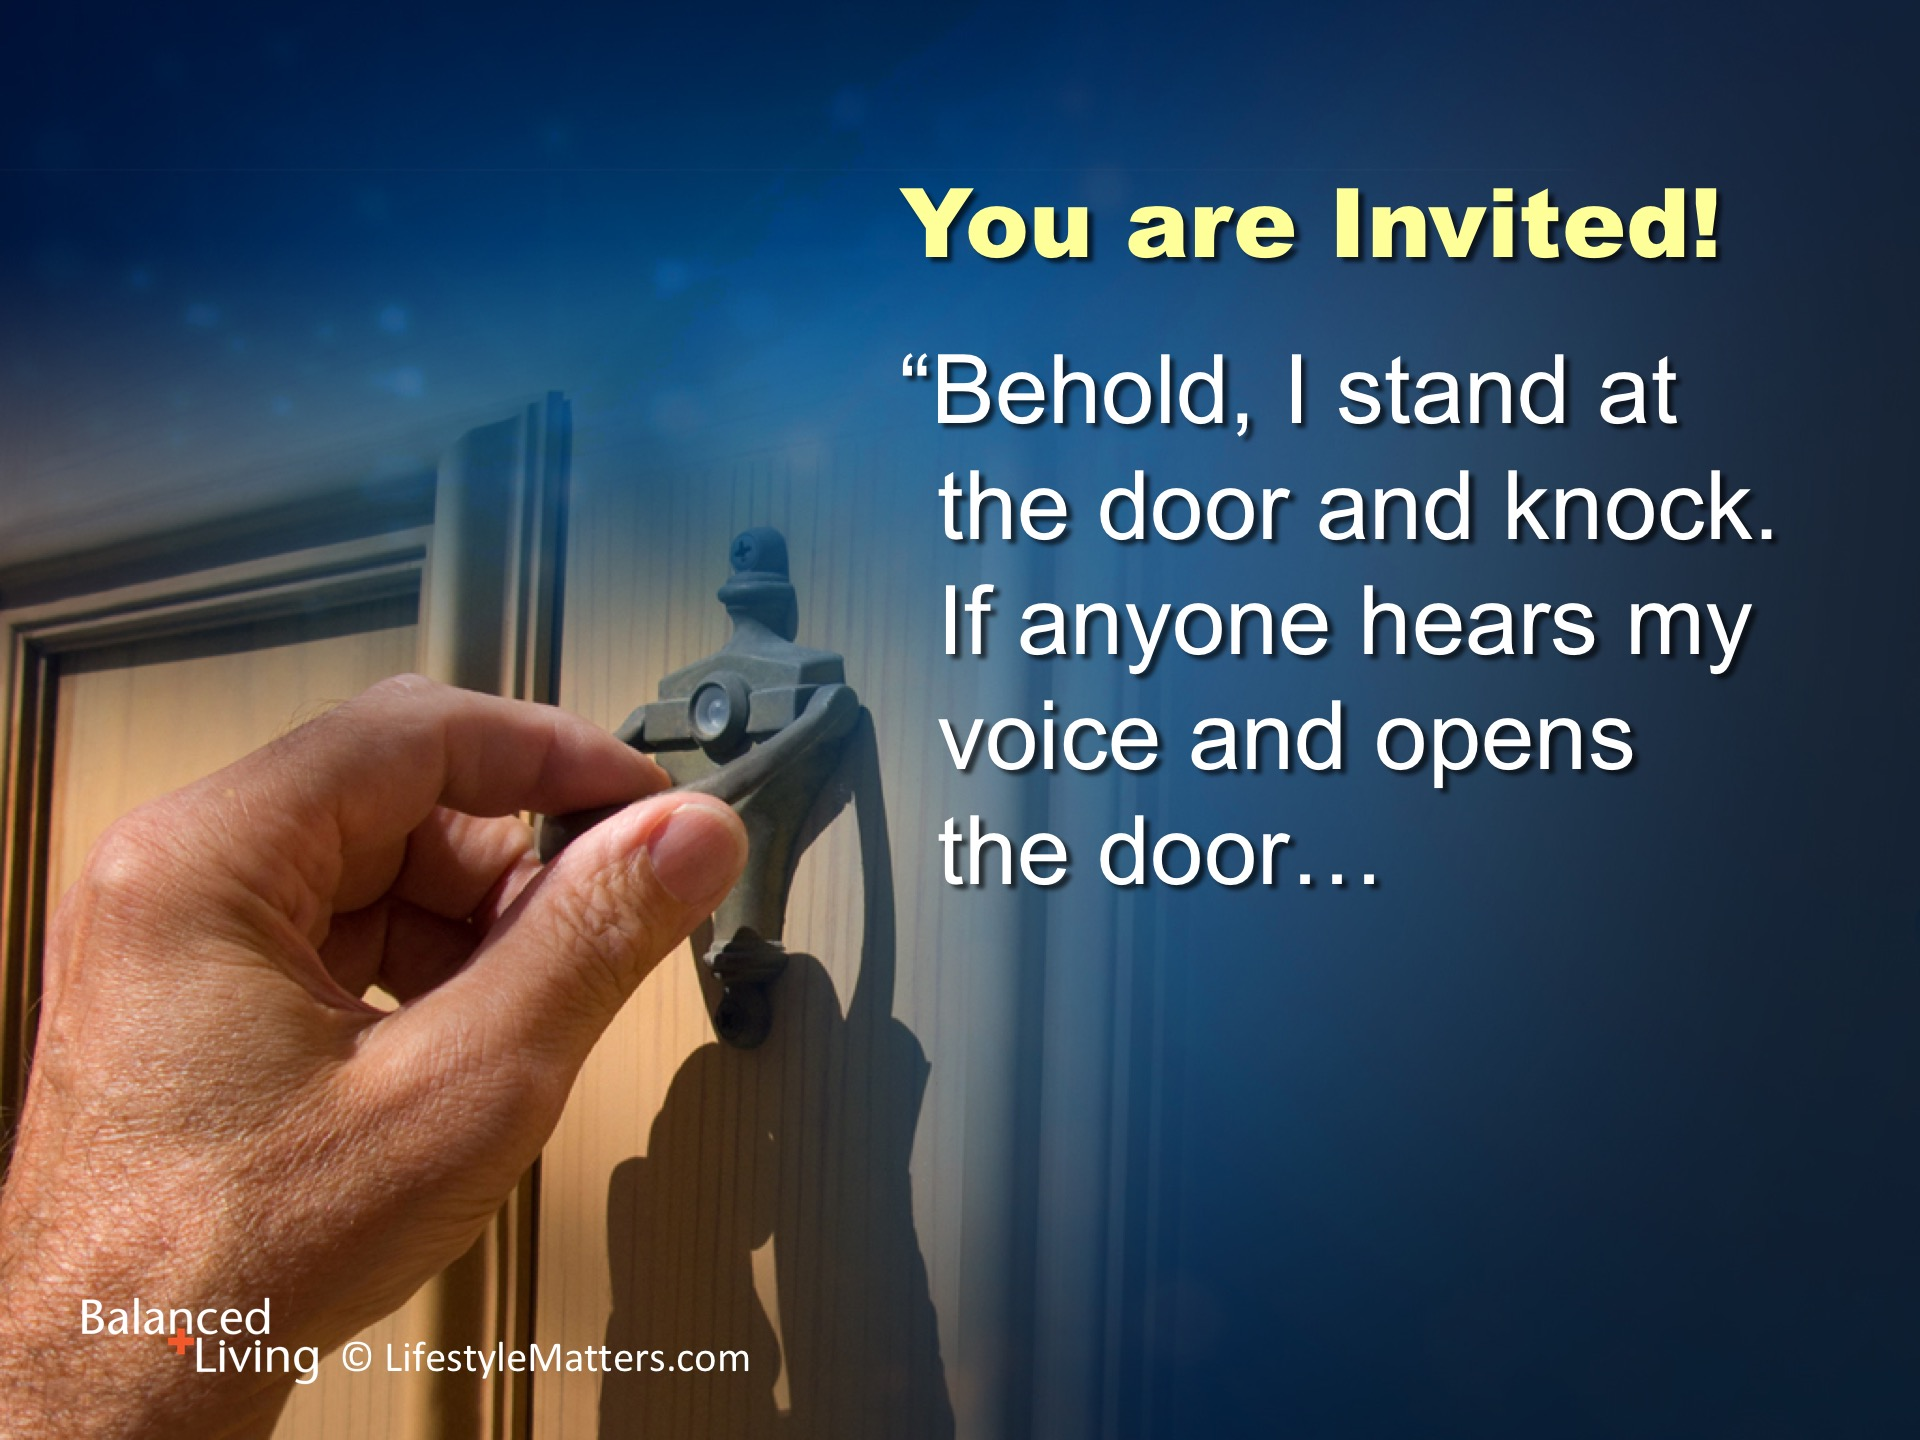 You are Invited!
“Behold, I stand at
the door and knock.
If anyone hears my
voice and opens
the door…
Balanced
Living © LifestyleMatters.com